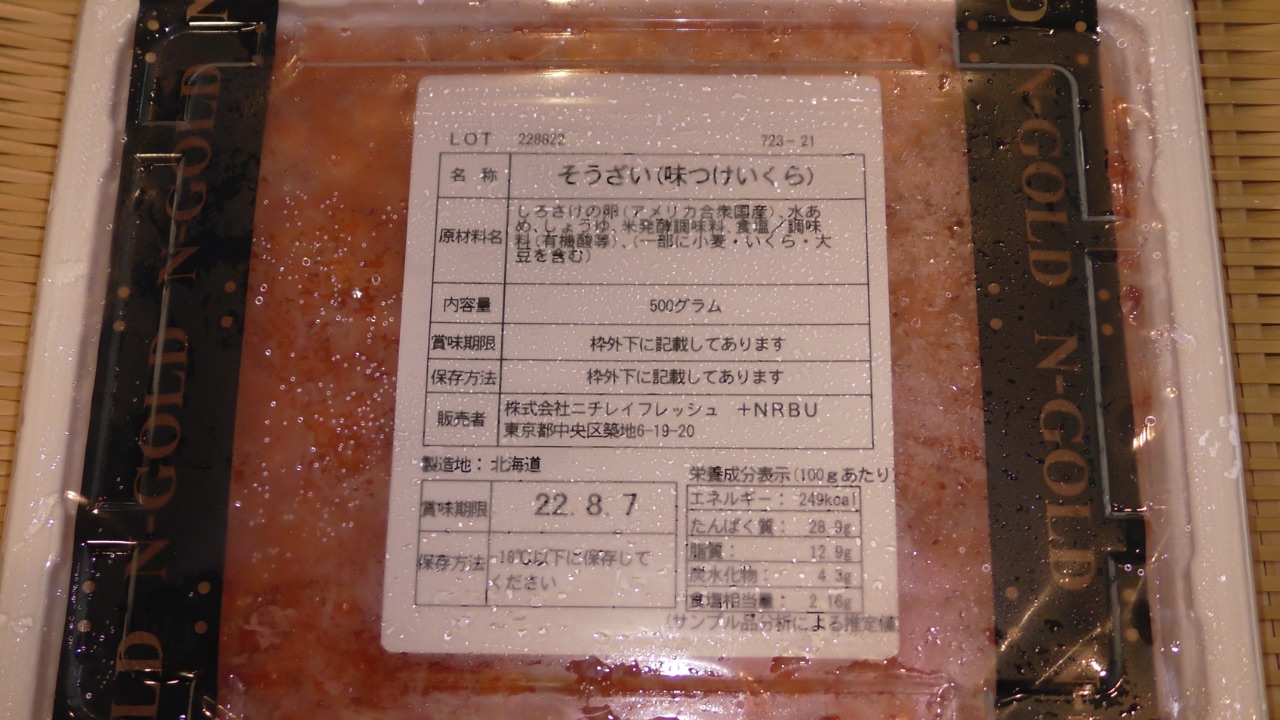 LOT 228822 723-21
名称 そうざい(味つけいくら)
原材料名 しろさけの卵(アメリカ合衆国産)、水あ
め、しょうゆ、米発酵調味料、食塩/調味
料(有機酸等)、(一部に小麦・いくら・大
豆を含む)
内容量 500グラム
賞味期限 枠外下に記載してあります
保存方法 枠外下に記載してあります
販売者 株式会社ニチレイフレッシュ +NRBU
東京都中央区築地6-19-20
製造地:北海道
賞味期限 22.8.7
保存方法 -18℃以下に保存して
ください
栄養成分表示(100gあたり)
エネルギー: 249kcal
たんぱく質: 28.9g
脂質: 12.9g
炭水化物: 4.3g
食塩相当量: 2.16g
(サンプル品分析による推定値
N-GOLD
N-GOLD
N-GOLD
LD
N-GOLD
N-GOLD
N-GOLD